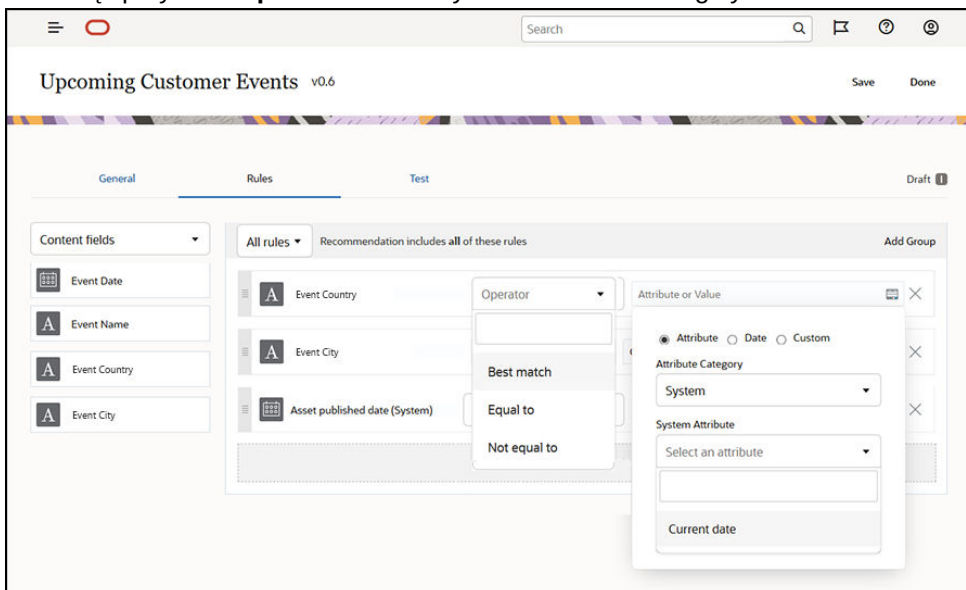 Search
Upcoming Customer Events v0.6
Save Done
General Rules Test Draft
Content fields
Event Date
A Event Name
A Event Country
A Event City
All rules Recommendation includes all of these rules Add Group
A Event Country
Operator
Attribute or Value
A Event City
Asset published date (System)
Best match
Equal to
Not equal to
Attribute Date Custom
Attribute Category
System
System Attribute
Select an attribute
Current date